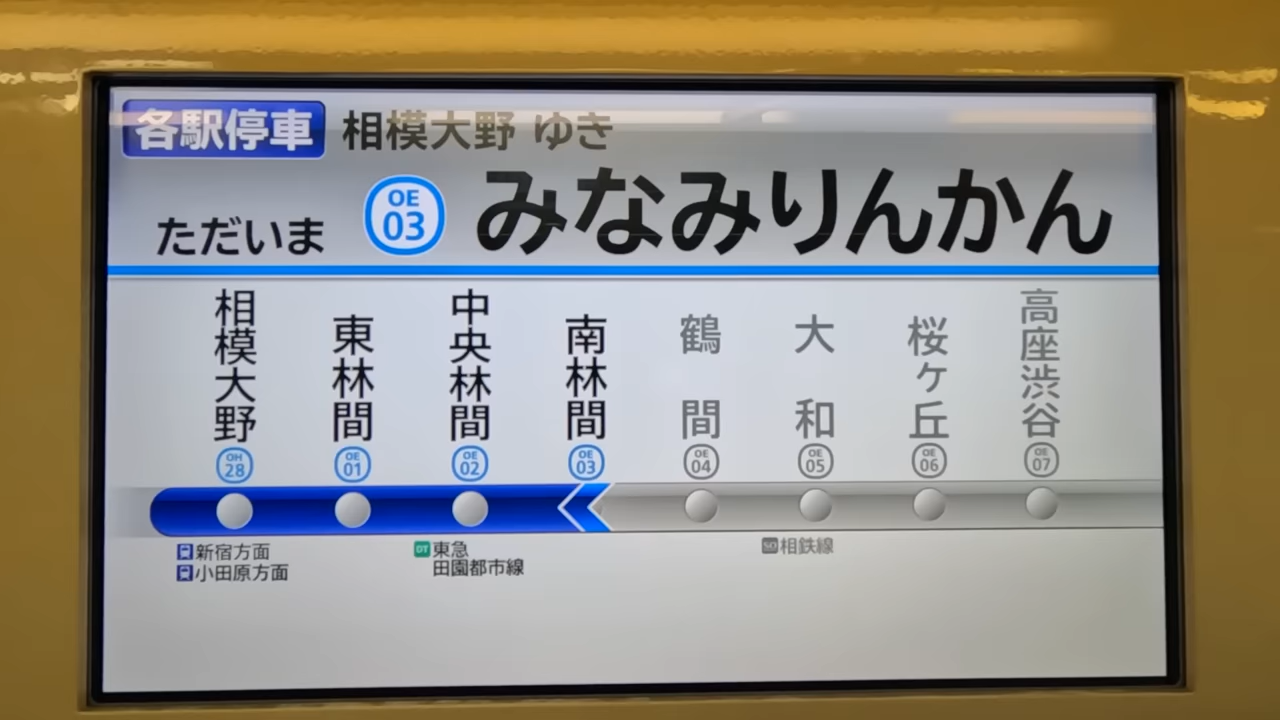 各駅停車 相模大野 ゆき
ただいま OE 03 みなみりんかん
相模大野
OH 28
東林間
OE 01
中央林間
OE 02
南林間
OE 03
鶴間
OE 04
大和
OE 05
桜ヶ丘
OE 06
高座渋谷
OE 07
新宿方面
小田原方面
DT 東急
田園都市線
SO 相鉄線